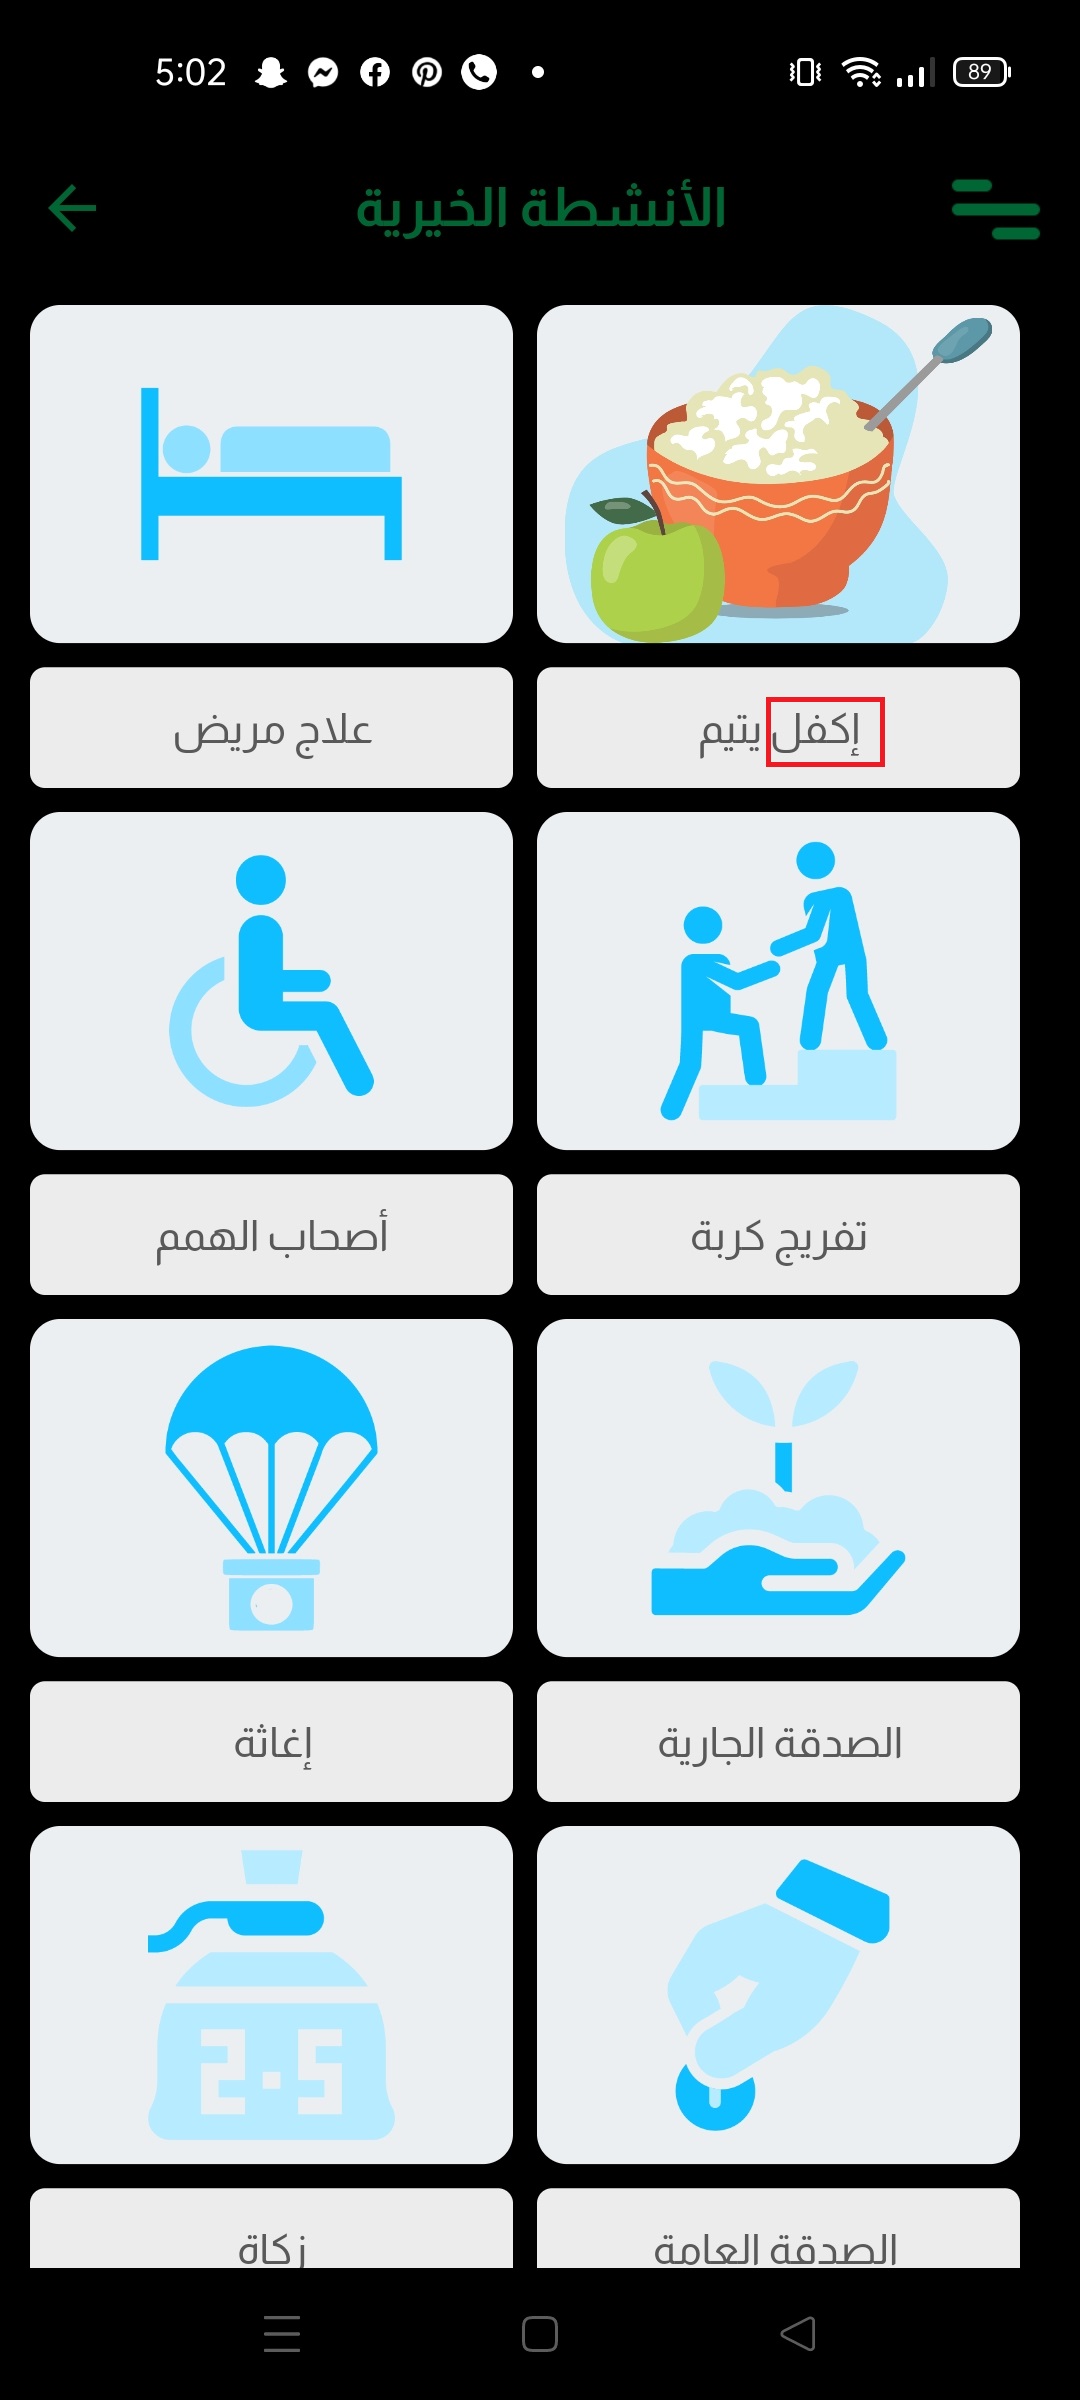 5:02
89
الأنشطة الخيرية
إكفل يتيم
علاج مريض
تفريج كربة
أصحاب الهمم
الصدقة الجارية
إغاثة
2.5
الصدقة العامة
زكاة